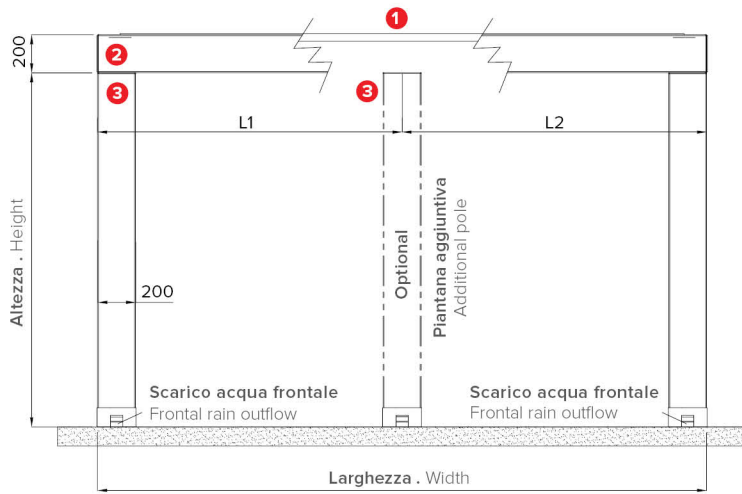 1
200
2
3
3
L1
L2
Altezza . Height
200
Optional
Piantana aggiuntiva
Additional pole
Scarico acqua frontale
Frontal rain outflow
Scarico acqua frontale
Frontal rain outflow
Larghezza . Width